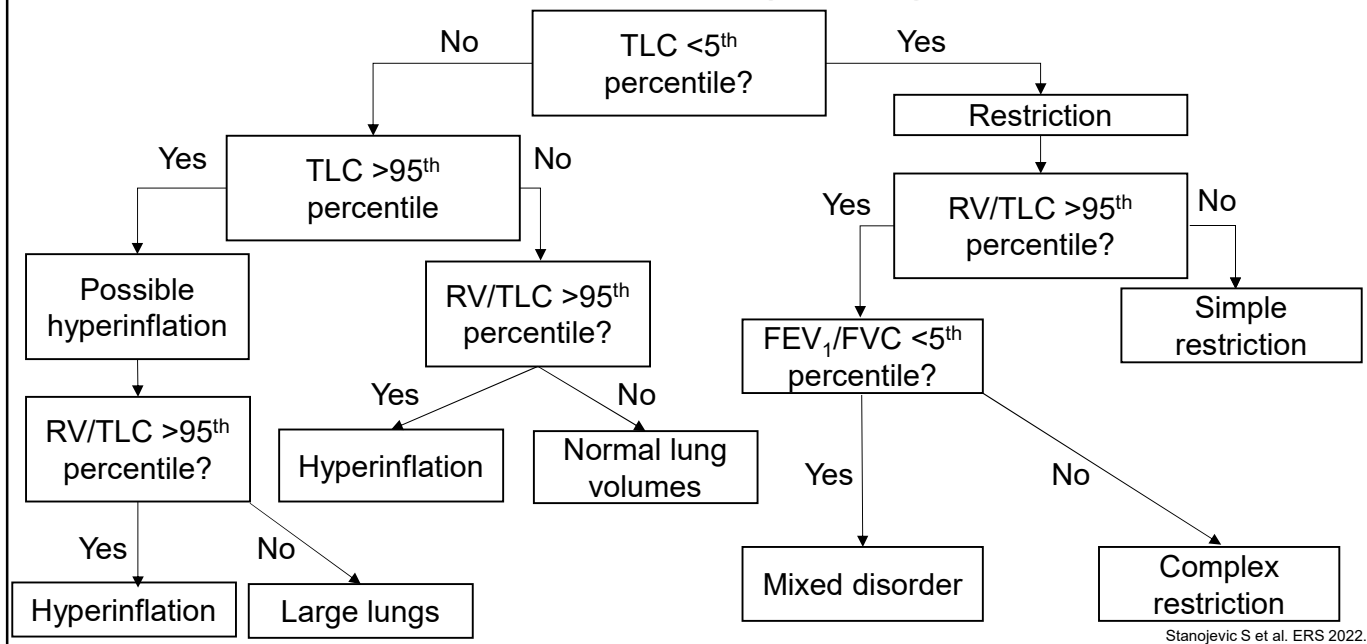 No
TLC <5th
percentile?
Yes
Restriction
Yes
TLC >95th
percentile
No
Yes
RV/TLC >95th
percentile?
No
Possible
hyperinflation
RV/TLC >95th
percentile?
FEV1/FVC <5th
percentile?
Simple
restriction
Yes
No
RV/TLC >95th
percentile?
Hyperinflation
Normal lung
volumes
Yes
No
Yes
No
Hyperinflation
Large lungs
Mixed disorder
Complex
restriction
Stanojevic S et al. ERS 2022.